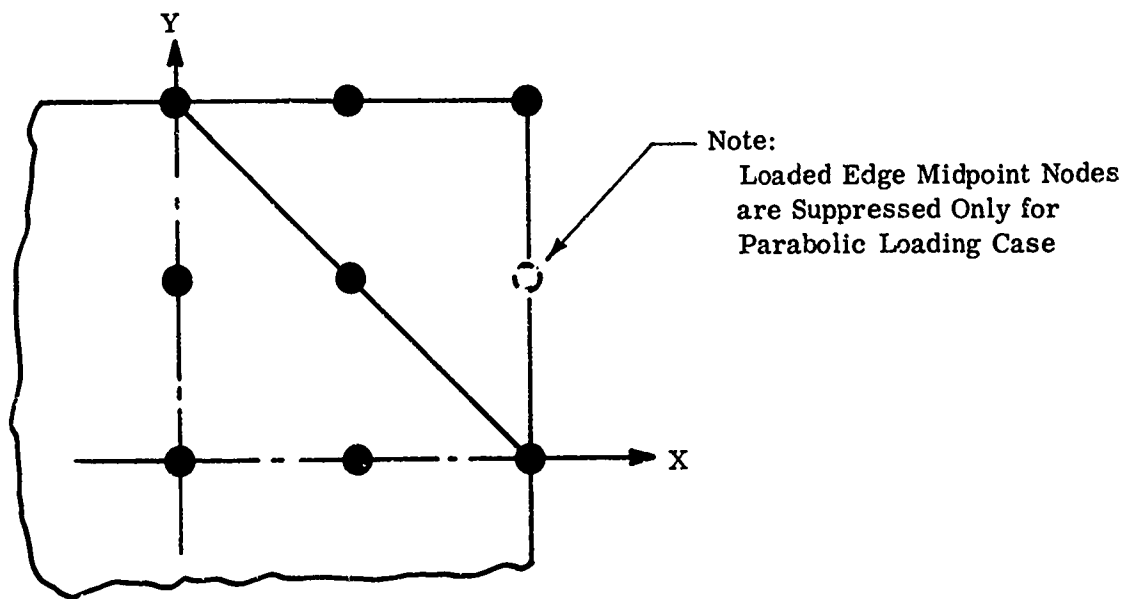 Y
Note:
Loaded Edge Midpoint Nodes
are Suppressed Only for
Parabolic Loading Case
X